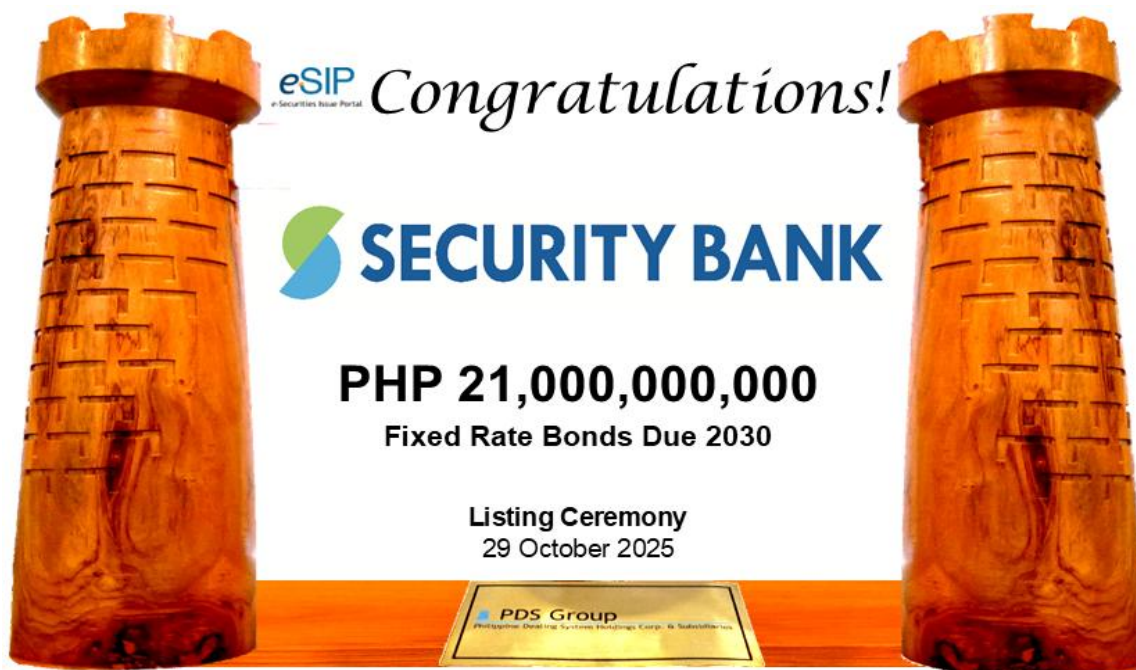 eSIP
e-Securities Issue Portal
Congratulations!
SECURITY BANK
PHP 21,000,000,000
Fixed Rate Bonds Due 2030
Listing Ceremony
29 October 2025
PDS Group
Philippine Dealing System Holdings Corp. & Subsidiaries